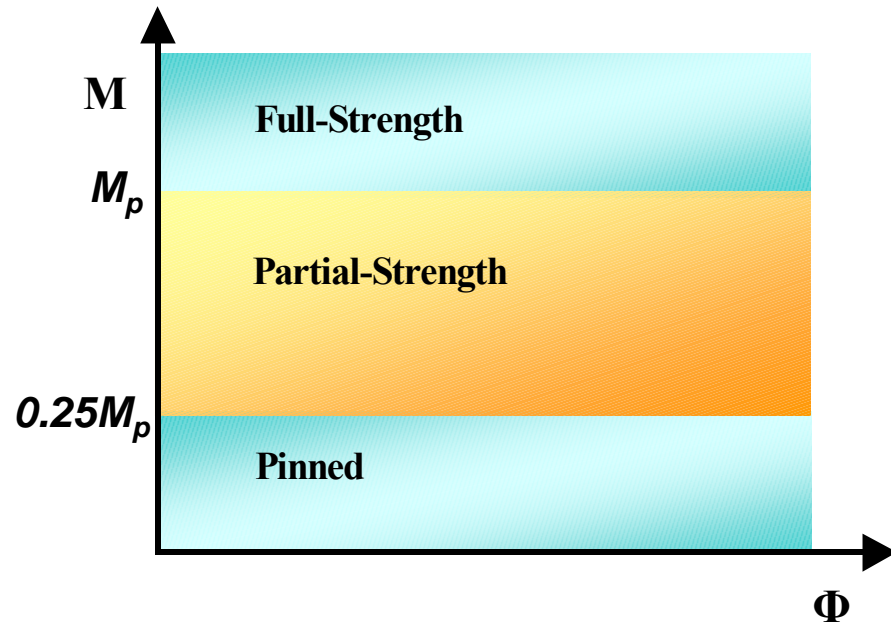 M
Full-Strength
Mp
Partial-Strength
0.25Mp
Pinned
Φ